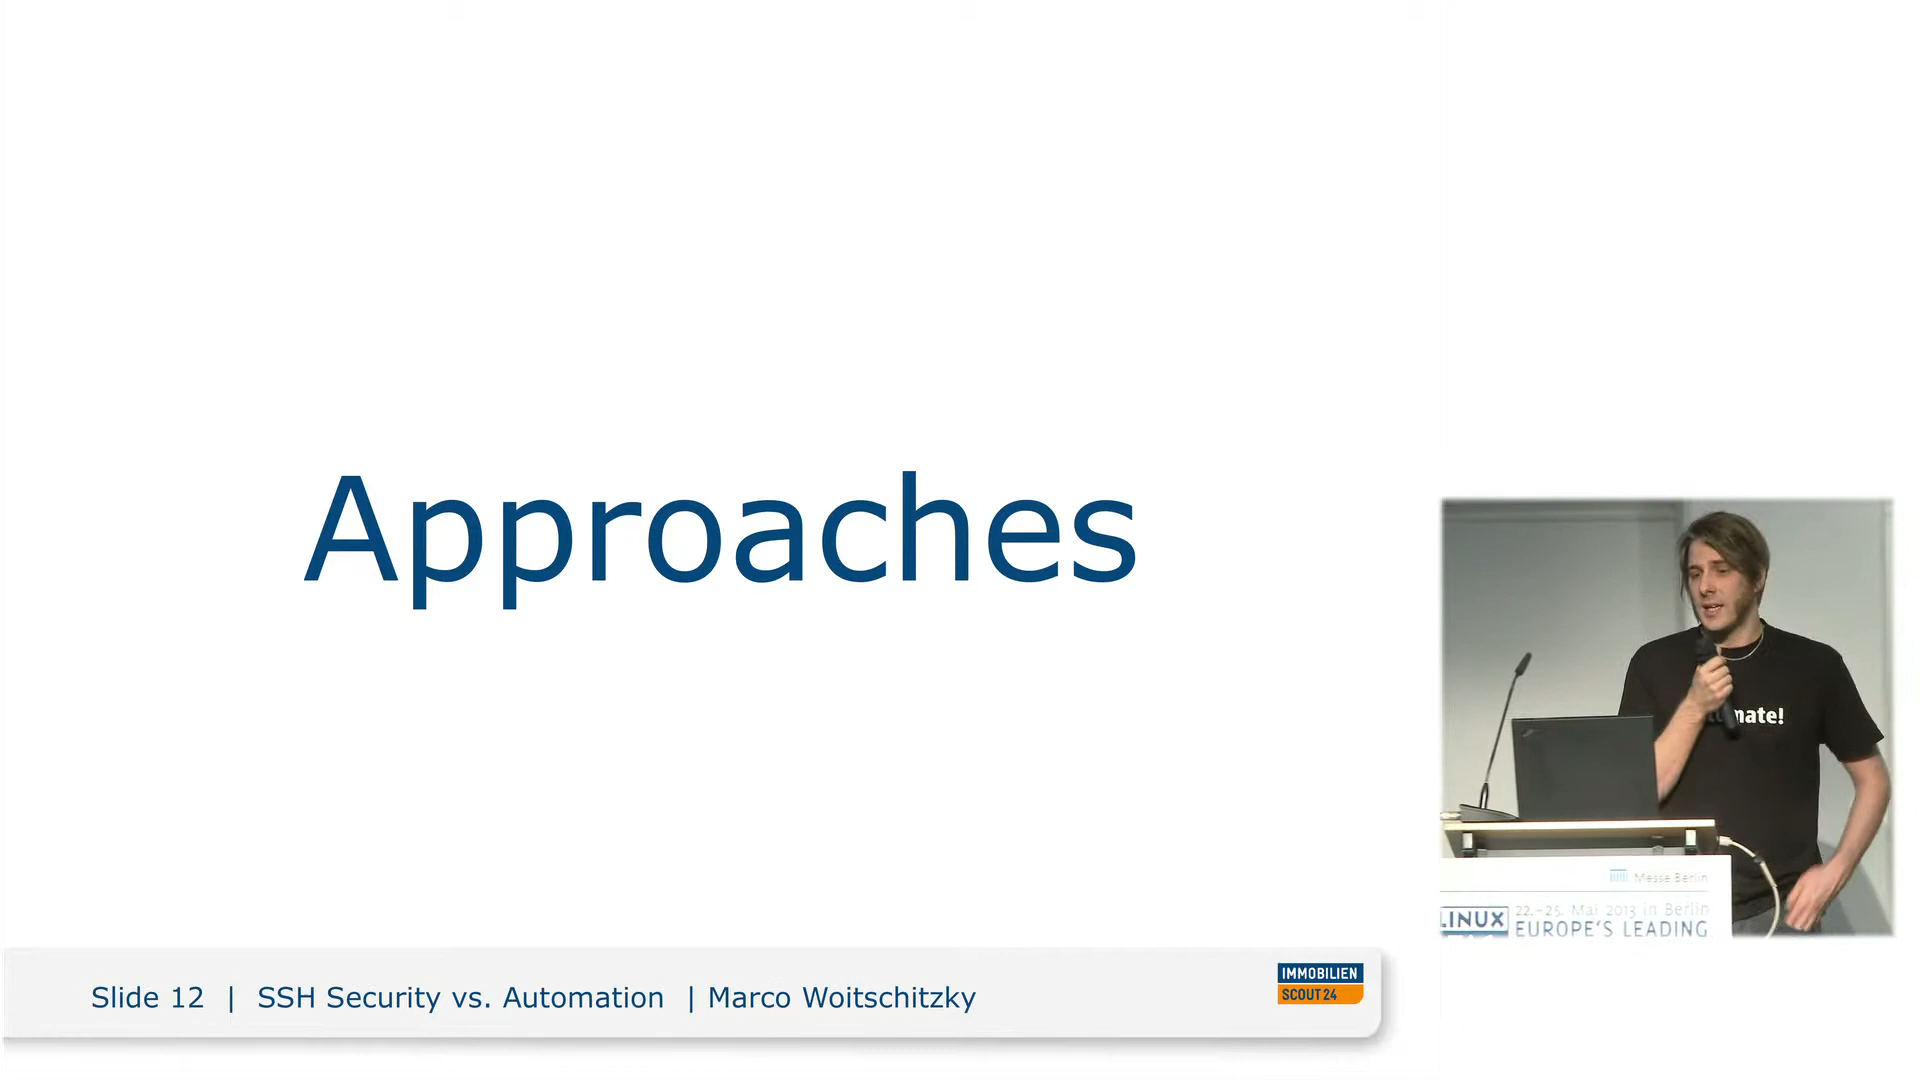 Approaches
mate!
Messe Berlin
LINUX
22.-25. Mai 2013 in Berlin
EUROPE'S LEADING
Slide 12 | SSH Security vs. Automation | Marco Woitschitzky
IMMOBILIEN
SCOUT24